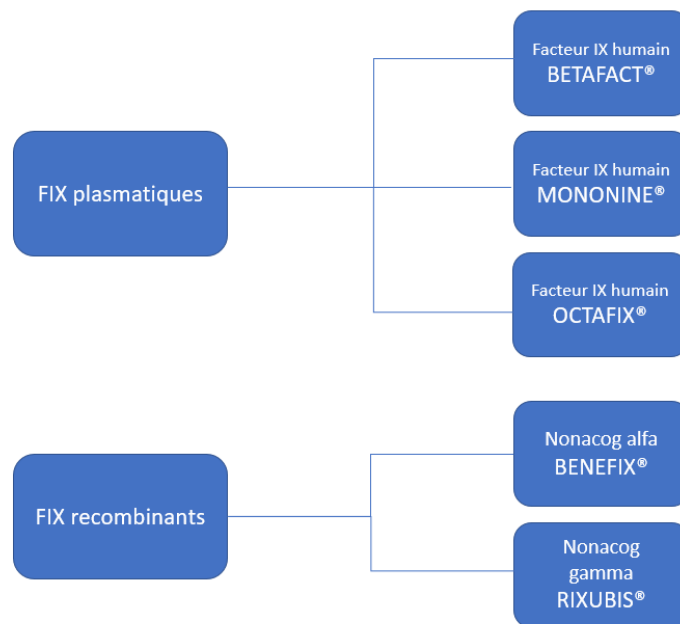 FIX plasmatiques
Facteur IX humain
BETAFACT®
Facteur IX humain
MONONINE®
Facteur IX humain
OCTAFIX®
FIX recombinants
Nonacog alfa
BENEFIX®
Nonacog
gamma
RIXUBIS®